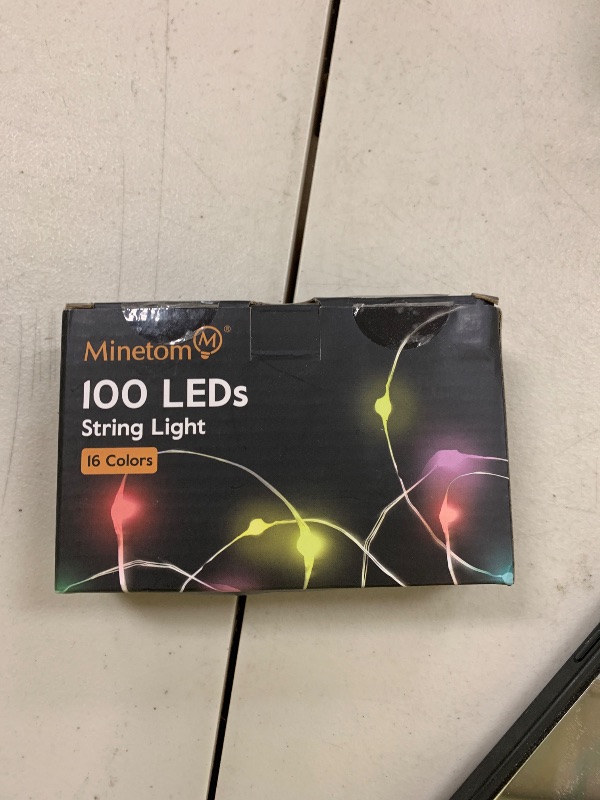 Minetom M ®
100 LEDs
String Light
16 Colors